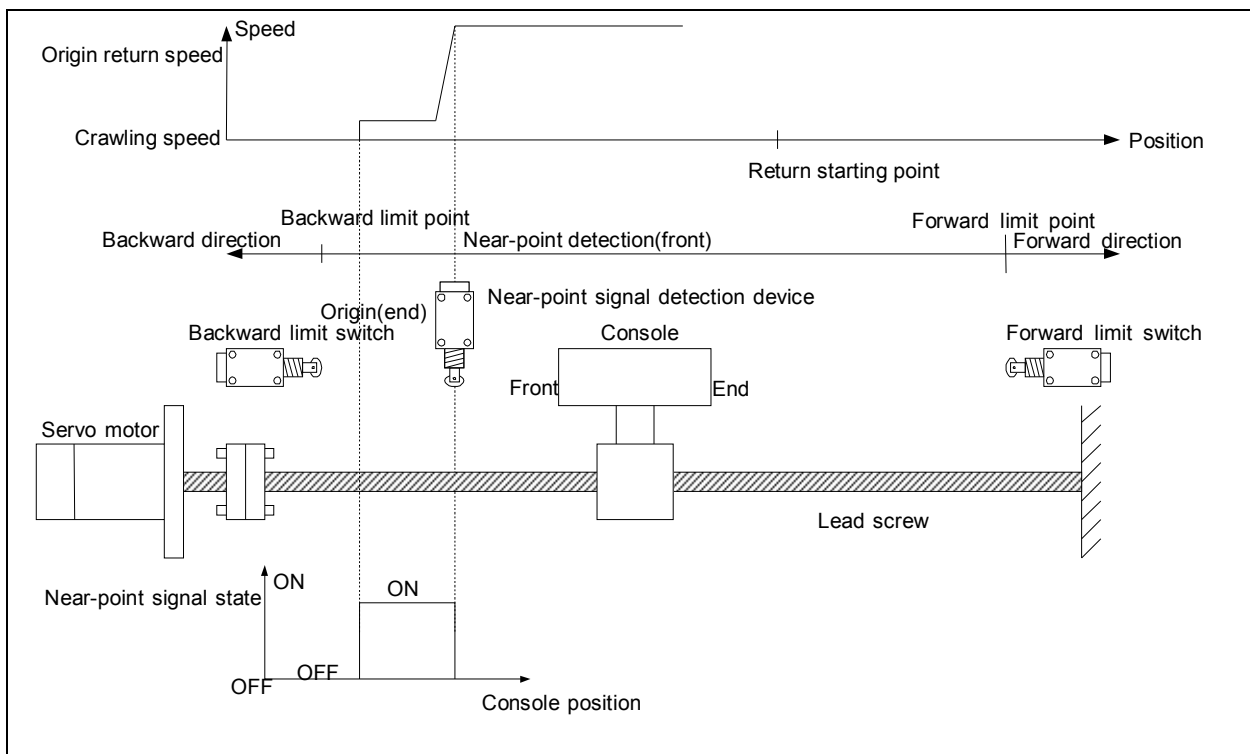 Speed
Origin return speed
Crawling speed
Position
Return starting point
Backward limit point
Forward limit point
Backward direction
Near-point detection(front)
Forward direction
Near-point signal detection device
Origin(end)
Backward limit switch
Console
Forward limit switch
Front
End
Servo motor
Lead screw
ON
Near-point signal state
ON
OFF
OFF
Console position